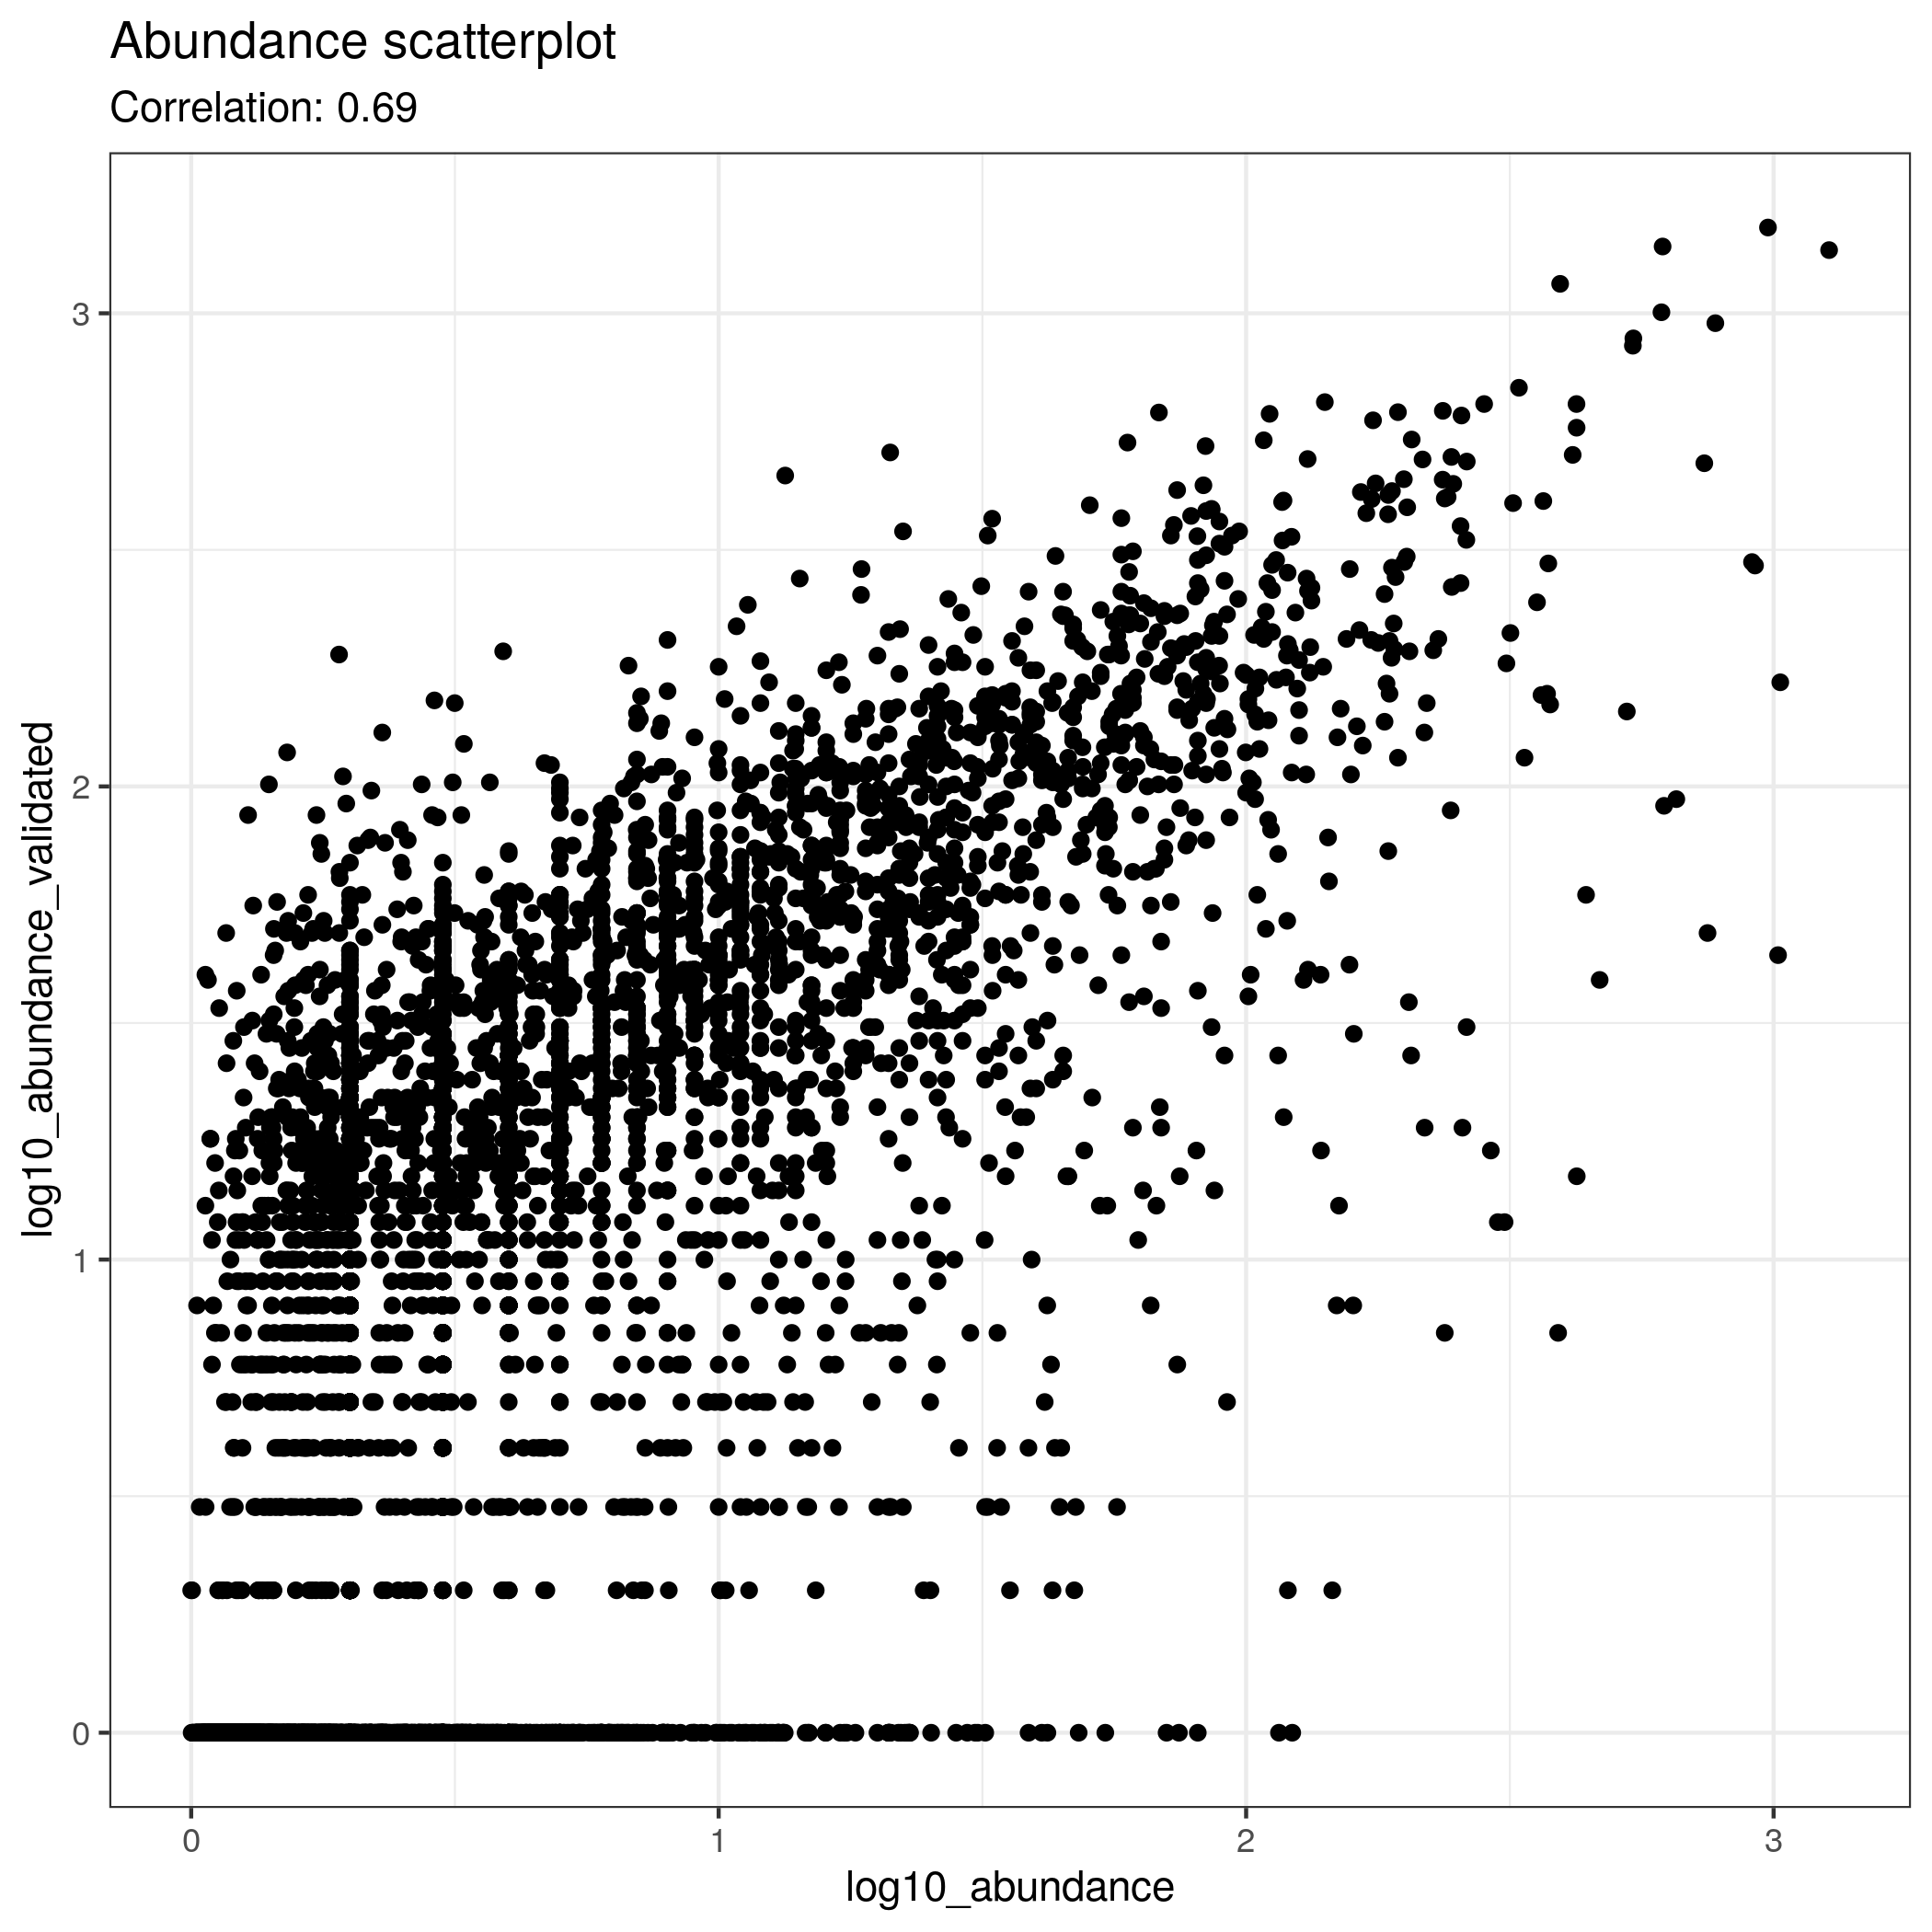 Abundance scatterplot
Correlation: 0.69
3
2
1
0
log10_abundance_validated
0 1 2 3
log10_abundance